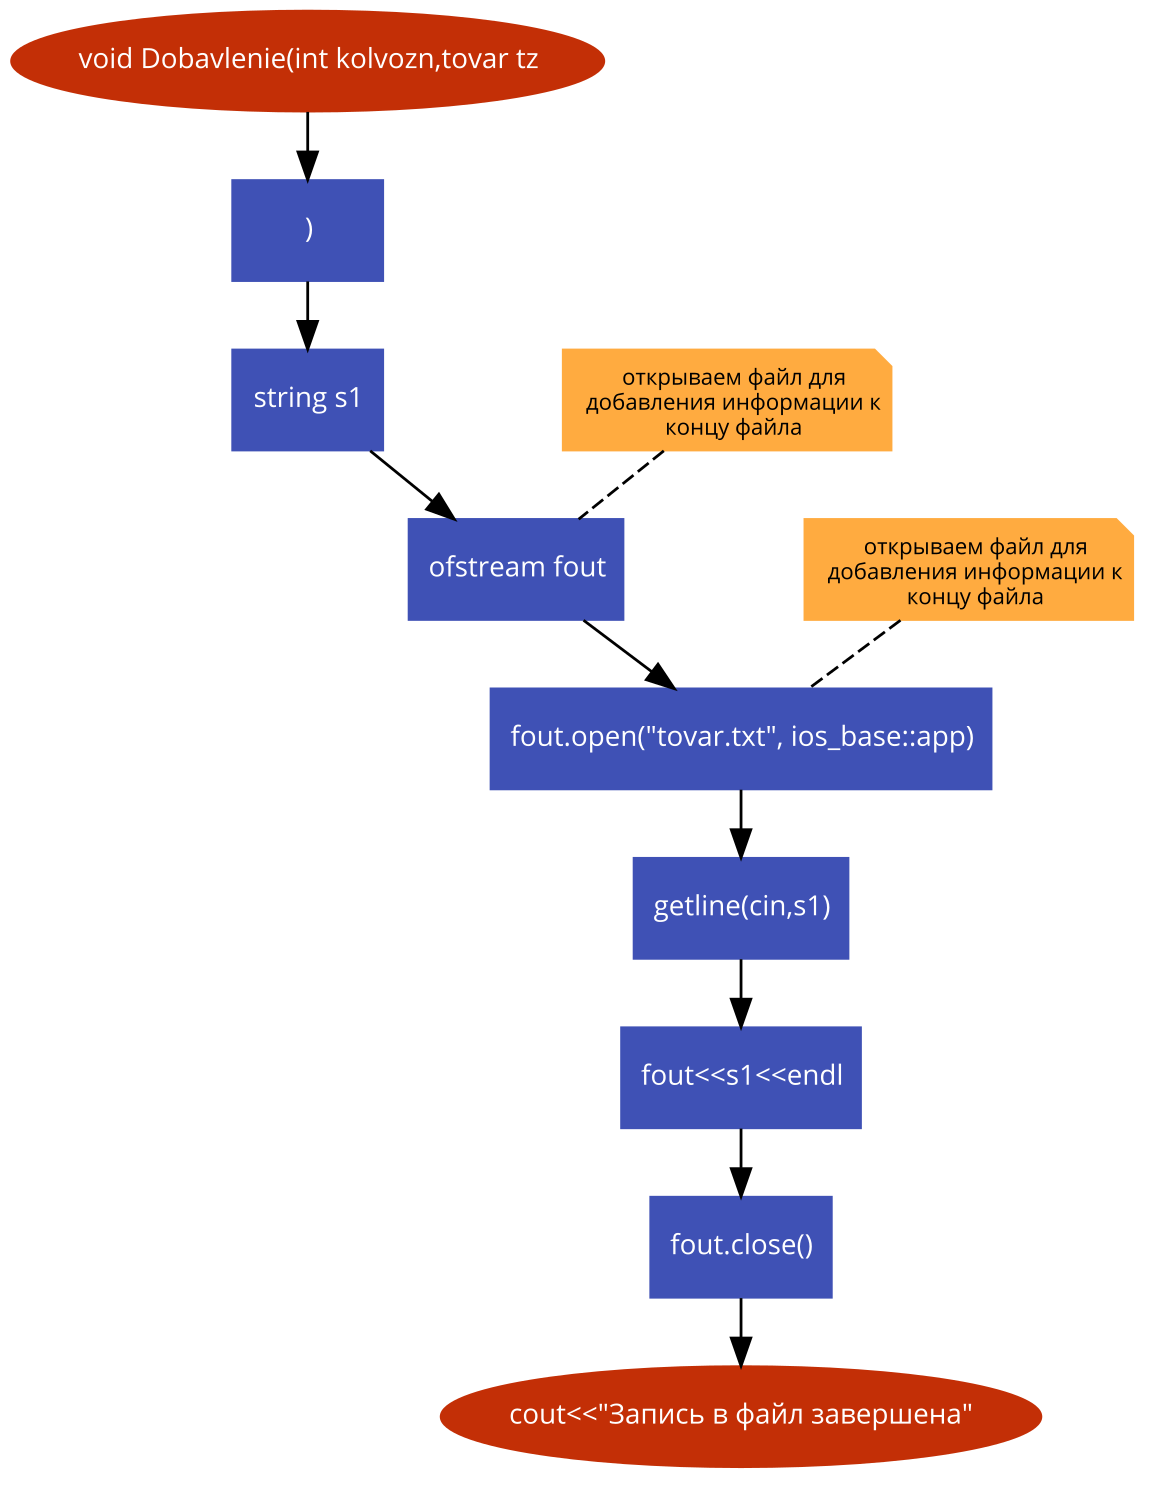 void Dobavlenie(int kolvozn,tovar tz
)
string s1
открываем файл для
добавления информации к
концу файла
ofstream fout
открываем файл для
добавления информации к
концу файла
fout.open("tovar.txt", ios_base::app)
getline(cin,s1)
fout<<s1<<endl
fout.close()
cout<<"Запись в файл завершена"